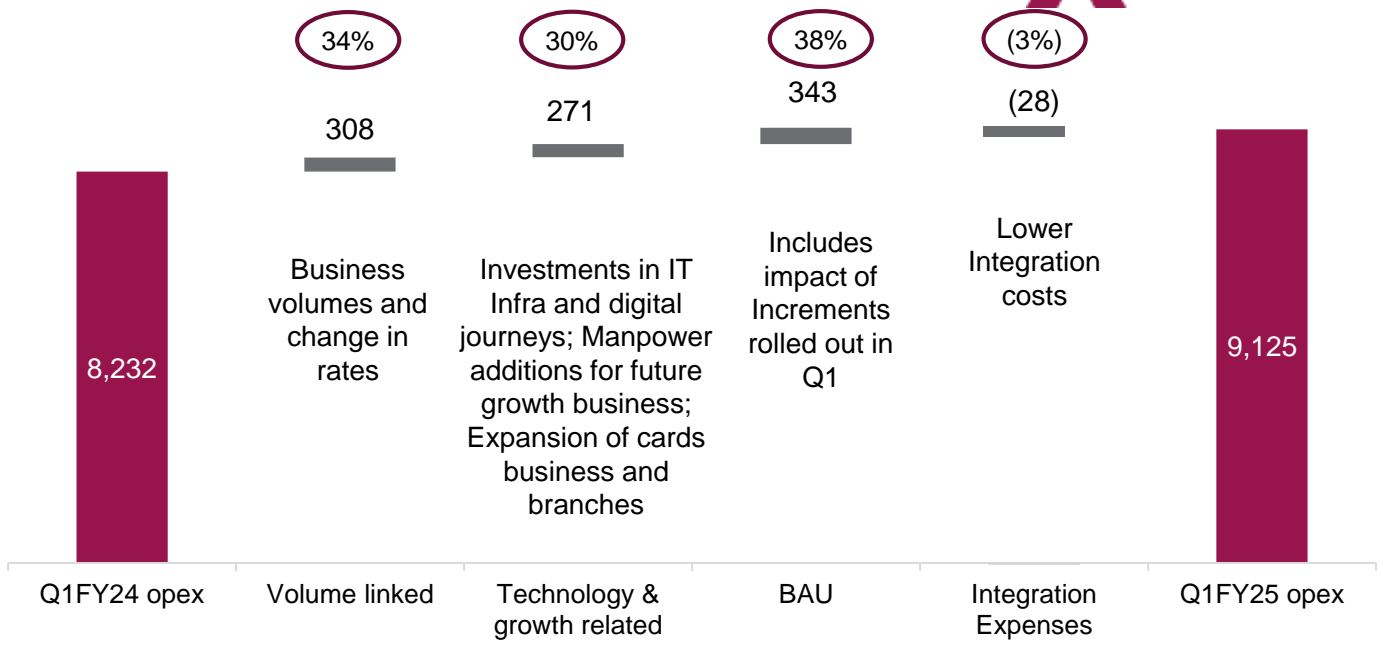 34%
30%
38%
(3%)
308
271
343
(28)
Business
volumes and
change in
rates
Investments in IT
Infra and digital
journeys; Manpower
additions for future
growth business;
Expansion of cards
business and
branches
Includes
impact of
Increments
rolled out in
Q1
Lower
Integration
costs
8,232
9,125
Q1FY24 opex
Volume linked
Technology &
growth related
BAU
Integration
Expenses
Q1FY25 opex